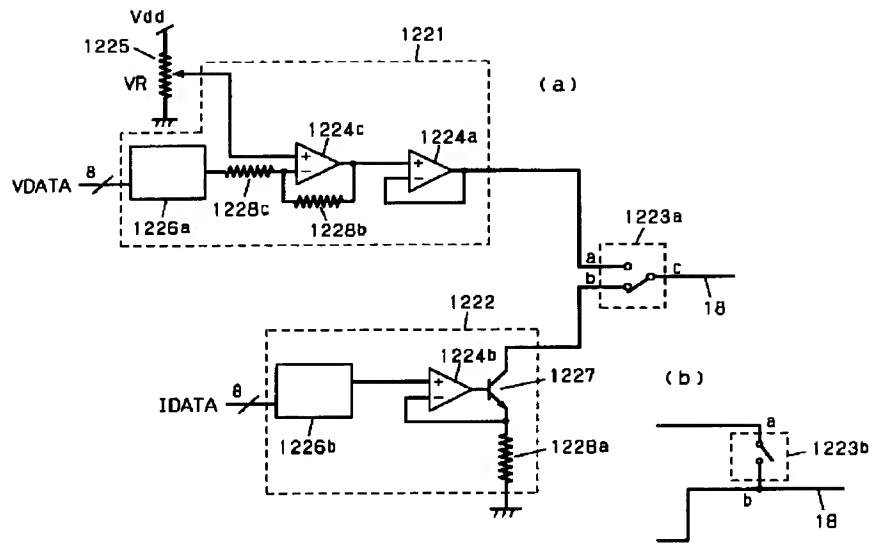 Vdd
1225
1221
VR
(a)
1224c
1224a
+
−
+
−
8
VDATA
1228c
1228b
1226a
1223a
a
b
c
18
1222
1224b
+
−
1227
8
IDATA
1226b
1228a
(b)
a
1223b
b
18